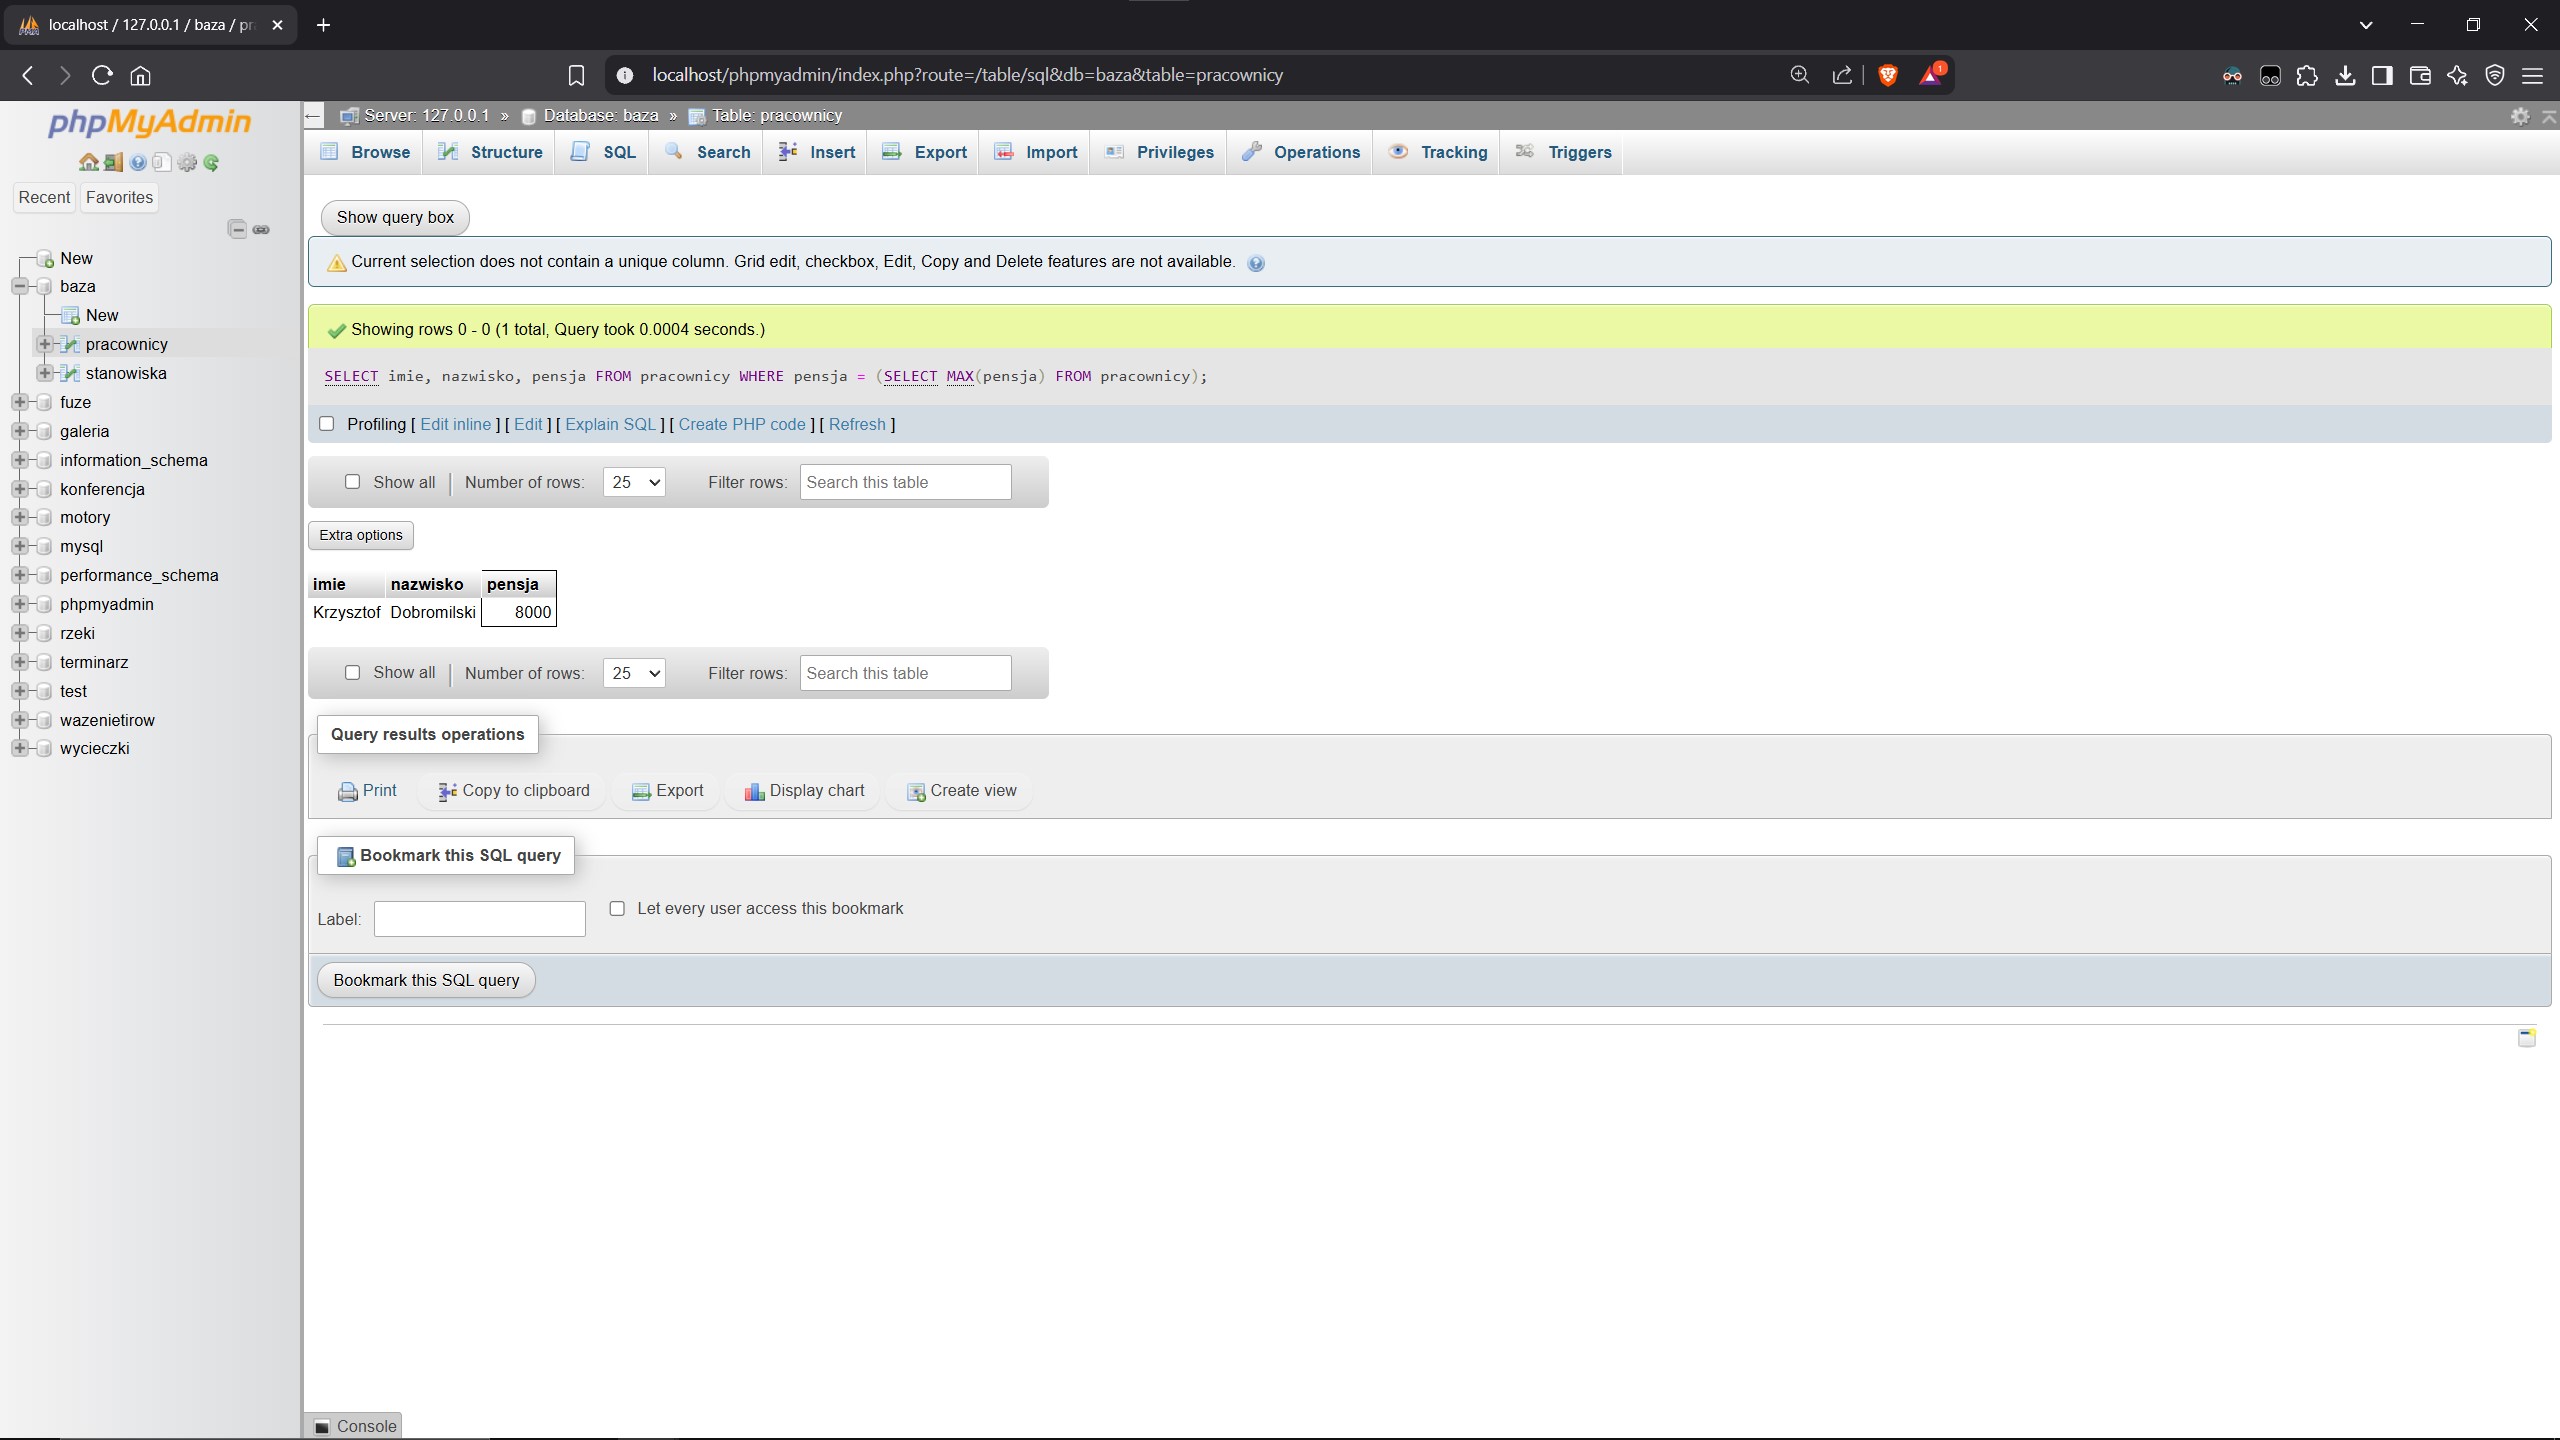 localhost / 127.0.0.1 / baza / pr
localhost/phpmyadmin/index.php?route=/table/sql&db=baza&table=pracownicy
1
phpMyAdmin
Recent
Favorites
New
baza
New
pracownicy
stanowiska
fuze
galeria
information_schema
konferencja
motory
mysql
performance_schema
phpmyadmin
rzeki
terminarz
test
wazenietirow
wycieczki
Server: 127.0.0.1 » Database: baza » Table: pracownicy
Browse Structure SQL Search Insert Export Import Privileges Operations Tracking Triggers
Show query box
Current selection does not contain a unique column. Grid edit, checkbox, Edit, Copy and Delete features are not available.
Showing rows 0 - 0 (1 total, Query took 0.0004 seconds.)
SELECT imie, nazwisko, pensja FROM pracownicy WHERE pensja = (SELECT MAX(pensja) FROM pracownicy);
Profiling [ Edit inline ] [ Edit ] [ Explain SQL ] [ Create PHP code ] [ Refresh ]
Show all | Number of rows: 25 Filter rows: Search this table
Extra options
imie nazwisko pensja
Krzysztof Dobromilski 8000
Show all | Number of rows: 25 Filter rows: Search this table
Query results operations
Print Copy to clipboard Export Display chart Create view
Bookmark this SQL query
Label: Let every user access this bookmark
Bookmark this SQL query
Console